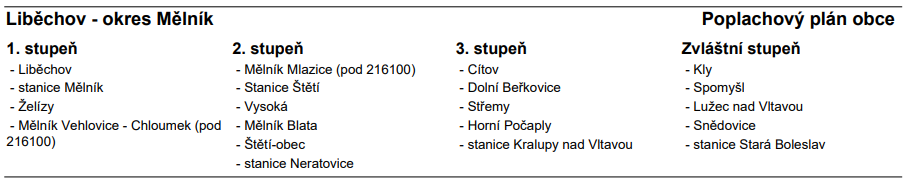 Liběchov - okres Mělník
Poplachový plán obce
1. stupeň
- Liběchov
- stanice Mělník
- Želízy
- Mělník Vehlovice - Chloumek (pod
216100)
2. stupeň
- Mělník Mlazice (pod 216100)
- Stanice Štětí
- Vysoká
- Mělník Blata
- Štětí-obec
- stanice Neratovice
3. stupeň
- Cítov
- Dolní Beřkovice
- Střemy
- Horní Počaply
- stanice Kralupy nad Vltavou
Zvláštní stupeň
- Kly
- Spomyšl
- Lužec nad Vltavou
- Snědovice
- stanice Stará Boleslav